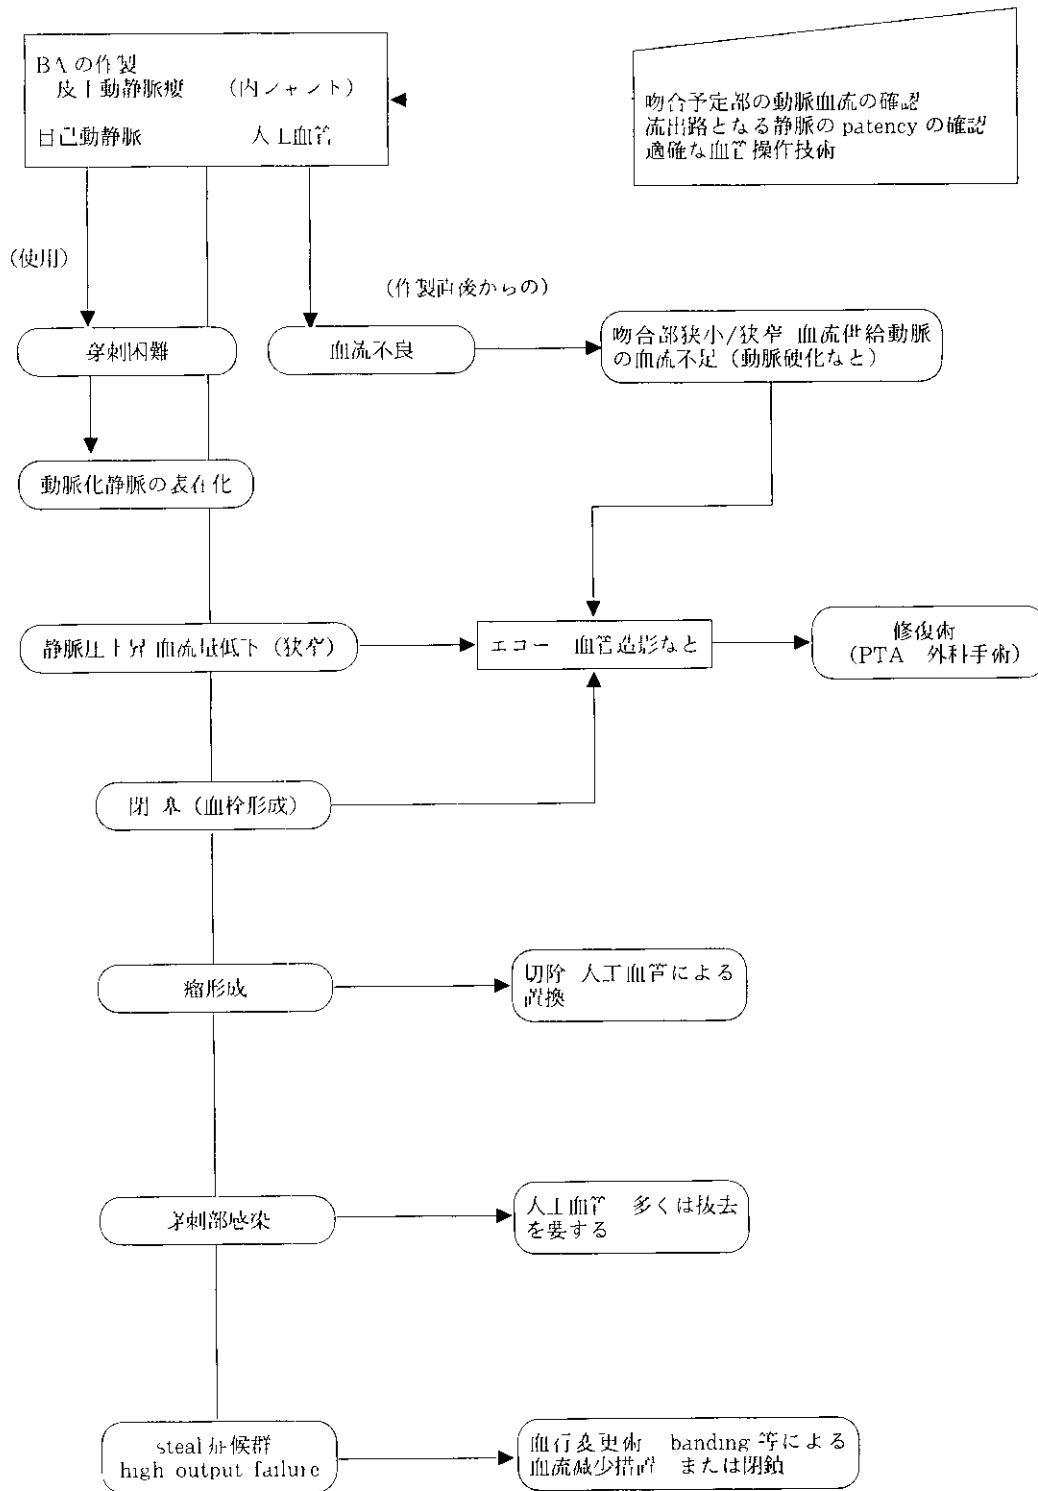 BAの作製
皮下動静脈瘻 (内シャント)
自己動静脈 人工血管
吻合予定部の動脈血流の確認
流出路となる静脈の patency の確認
適確な血管操作技術
(使用)
(作製直後からの)
穿刺困難
血流不良
吻合部狭小/狭窄 血流供給動脈
の血流不足 (動脈硬化など)
動脈化静脈の表在化
静脈圧上昇 血流量低下 (狭窄)
エコー 血管造影など
修復術
(PTA 外科手術)
閉塞 (血栓形成)
瘤形成
切除 人工血管による
置換
穿刺部感染
人工血管 多くは抜去
を要する
steal 症候群
high output failure
血行変更術 banding 等による
血流減少措置 または閉鎖